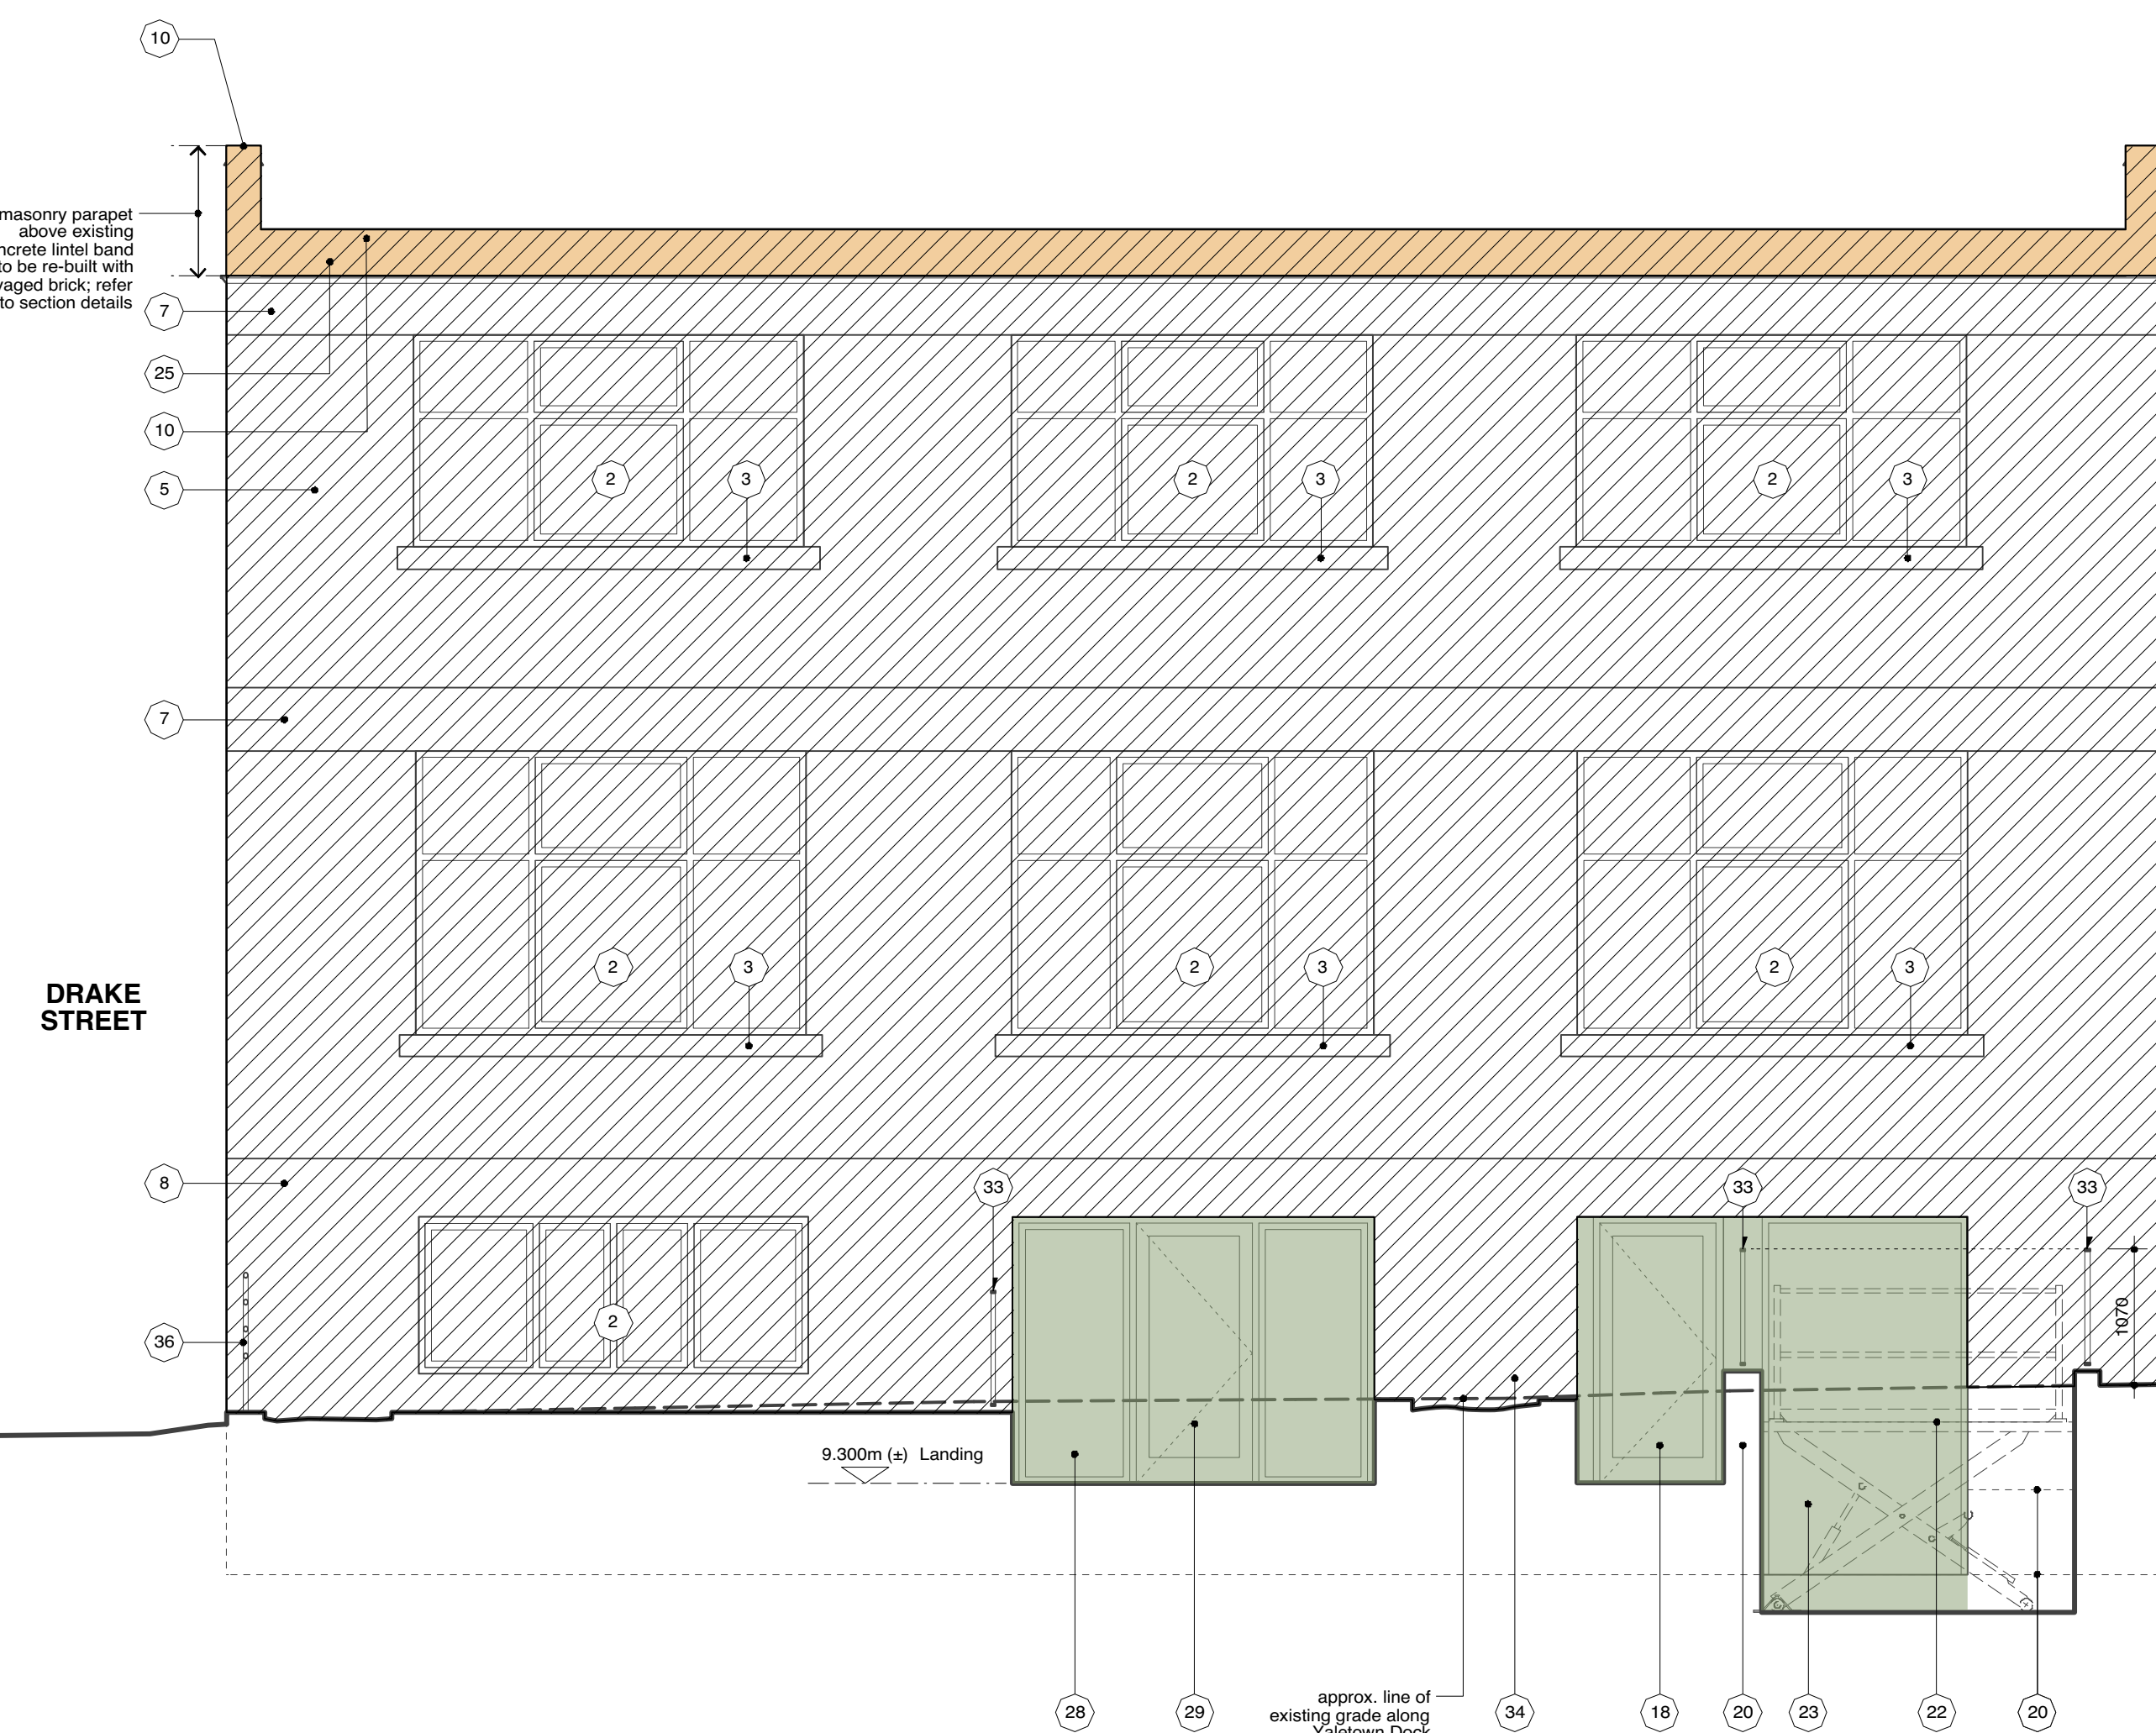 10
masonry parapet
above existing
ncrete lintel band
to be re-built with
vaged brick; refer
to section details
7
25
10
5
2
3
2
3
2
3
7
2
3
2
3
2
3
DRAKE
STREET
8
33
33
33
36
2
1070
9.300m (±) Landing
28
29
approx. line of
existing grade along
Yaletown Dock
34
18
20
23
22
20